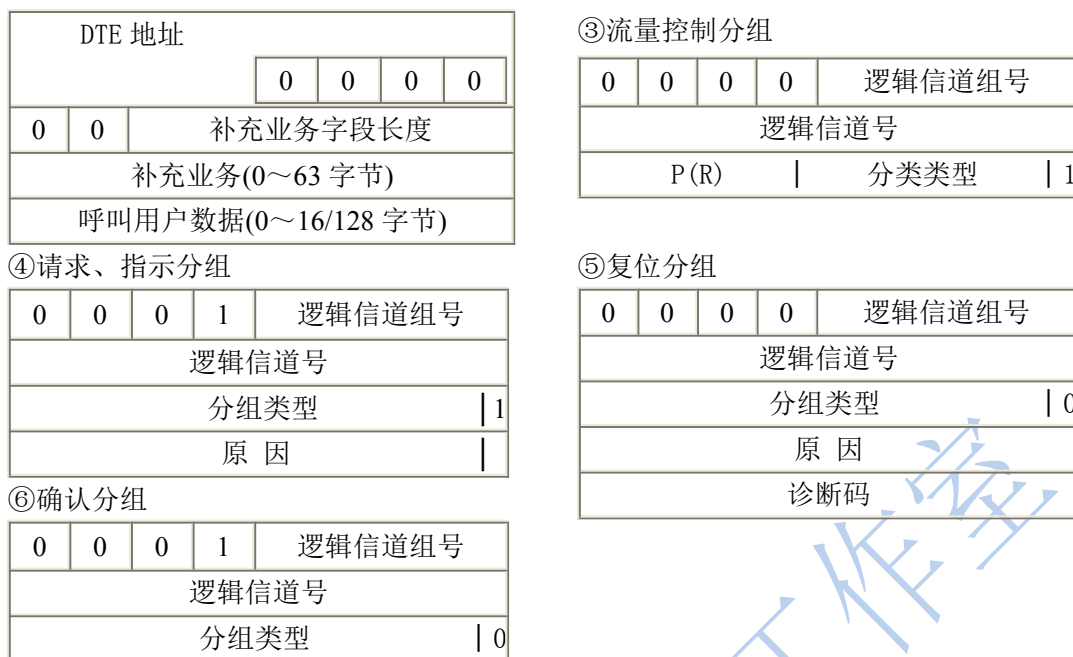 DTE 地址
0 0 0 0
0 0 补充业务字段长度
补充业务(0～63 字节)
呼叫用户数据(0～16/128 字节)
③流量控制分组
0 0 0 0 逻辑信道组号
逻辑信道号
P(R) | 分类类型 | 1
④请求、指示分组
0 0 0 1 逻辑信道组号
逻辑信道号
分组类型 | 1
原 因 |
⑤复位分组
0 0 0 0 逻辑信道组号
逻辑信道号
分组类型 | 0
原 因
诊断码
⑥确认分组
0 0 0 1 逻辑信道组号
逻辑信道号
分组类型 | 0
作室